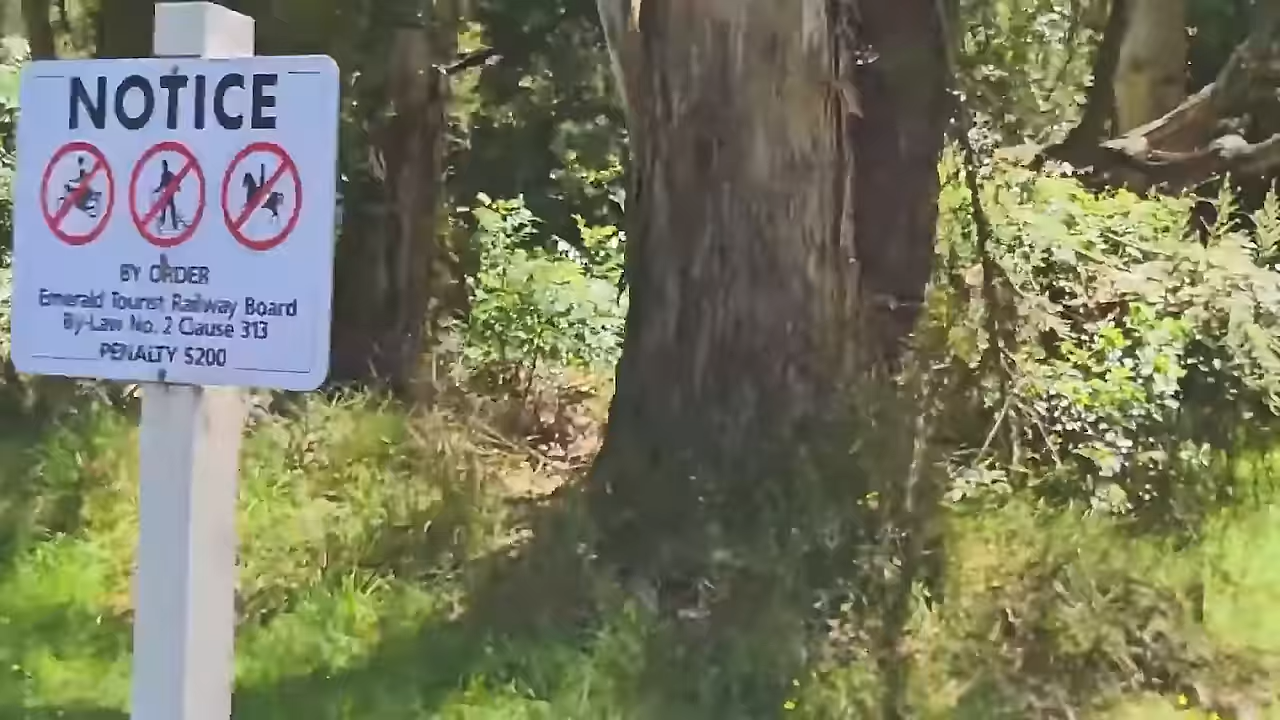 NOTICE
BY ORDER
Emerald Tourist Railway Board
By-Law No. 2 Clause 313
PENALTY $200